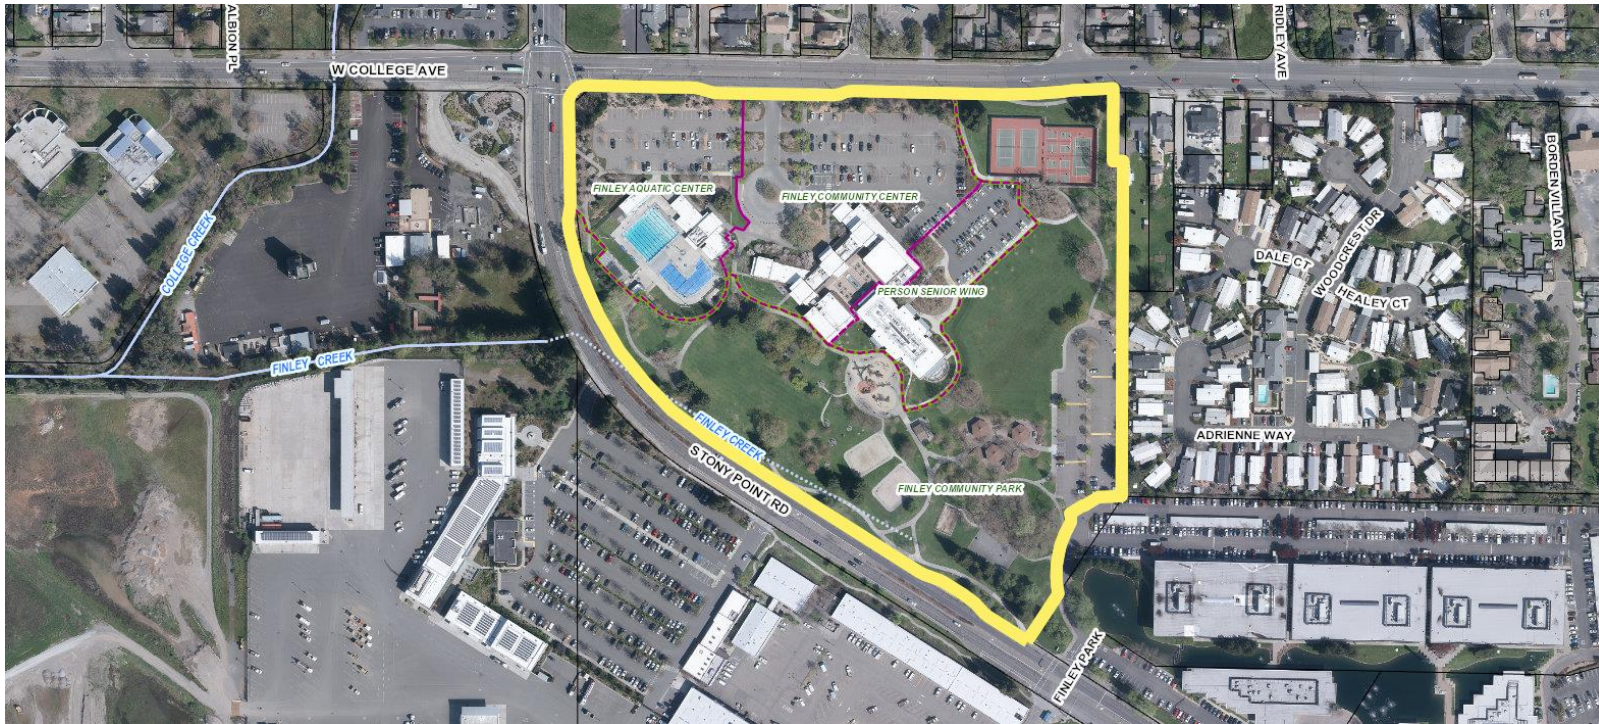 ALBION PL
RIDLEY AVE
W COLLEGE AVE
BORDEN VILLA DR
FINLEY AQUATIC CENTER
FINLEY COMMUNITY CENTER
COLLEGE CREEK
WOODCREST DR
DALE CT
HEALEY CT
PERSON SENIOR WING
FINLEY CREEK
FINLEY CREEK
STONY POINT RD
ADRIENNE WAY
FINLEY COMMUNITY PARK
FINLEY PARK